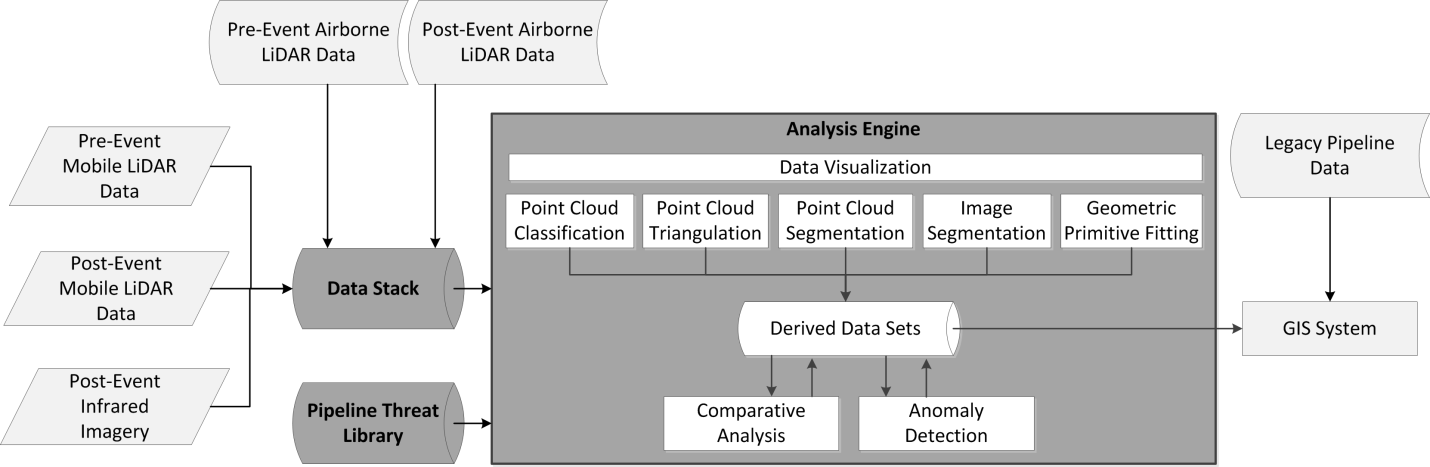 Pre-Event Airborne
LiDAR Data
Post-Event Airborne
LiDAR Data
Pre-Event
Mobile LiDAR
Data
Post-Event
Mobile LiDAR
Data
Post-Event
Infrared
Imagery
Data Stack
Pipeline Threat
Library
Analysis Engine
Data Visualization
Point Cloud
Classification
Point Cloud
Triangulation
Point Cloud
Segmentation
Image
Segmentation
Geometric
Primitive Fitting
Derived Data Sets
Comparative
Analysis
Anomaly
Detection
Legacy Pipeline
Data
GIS System